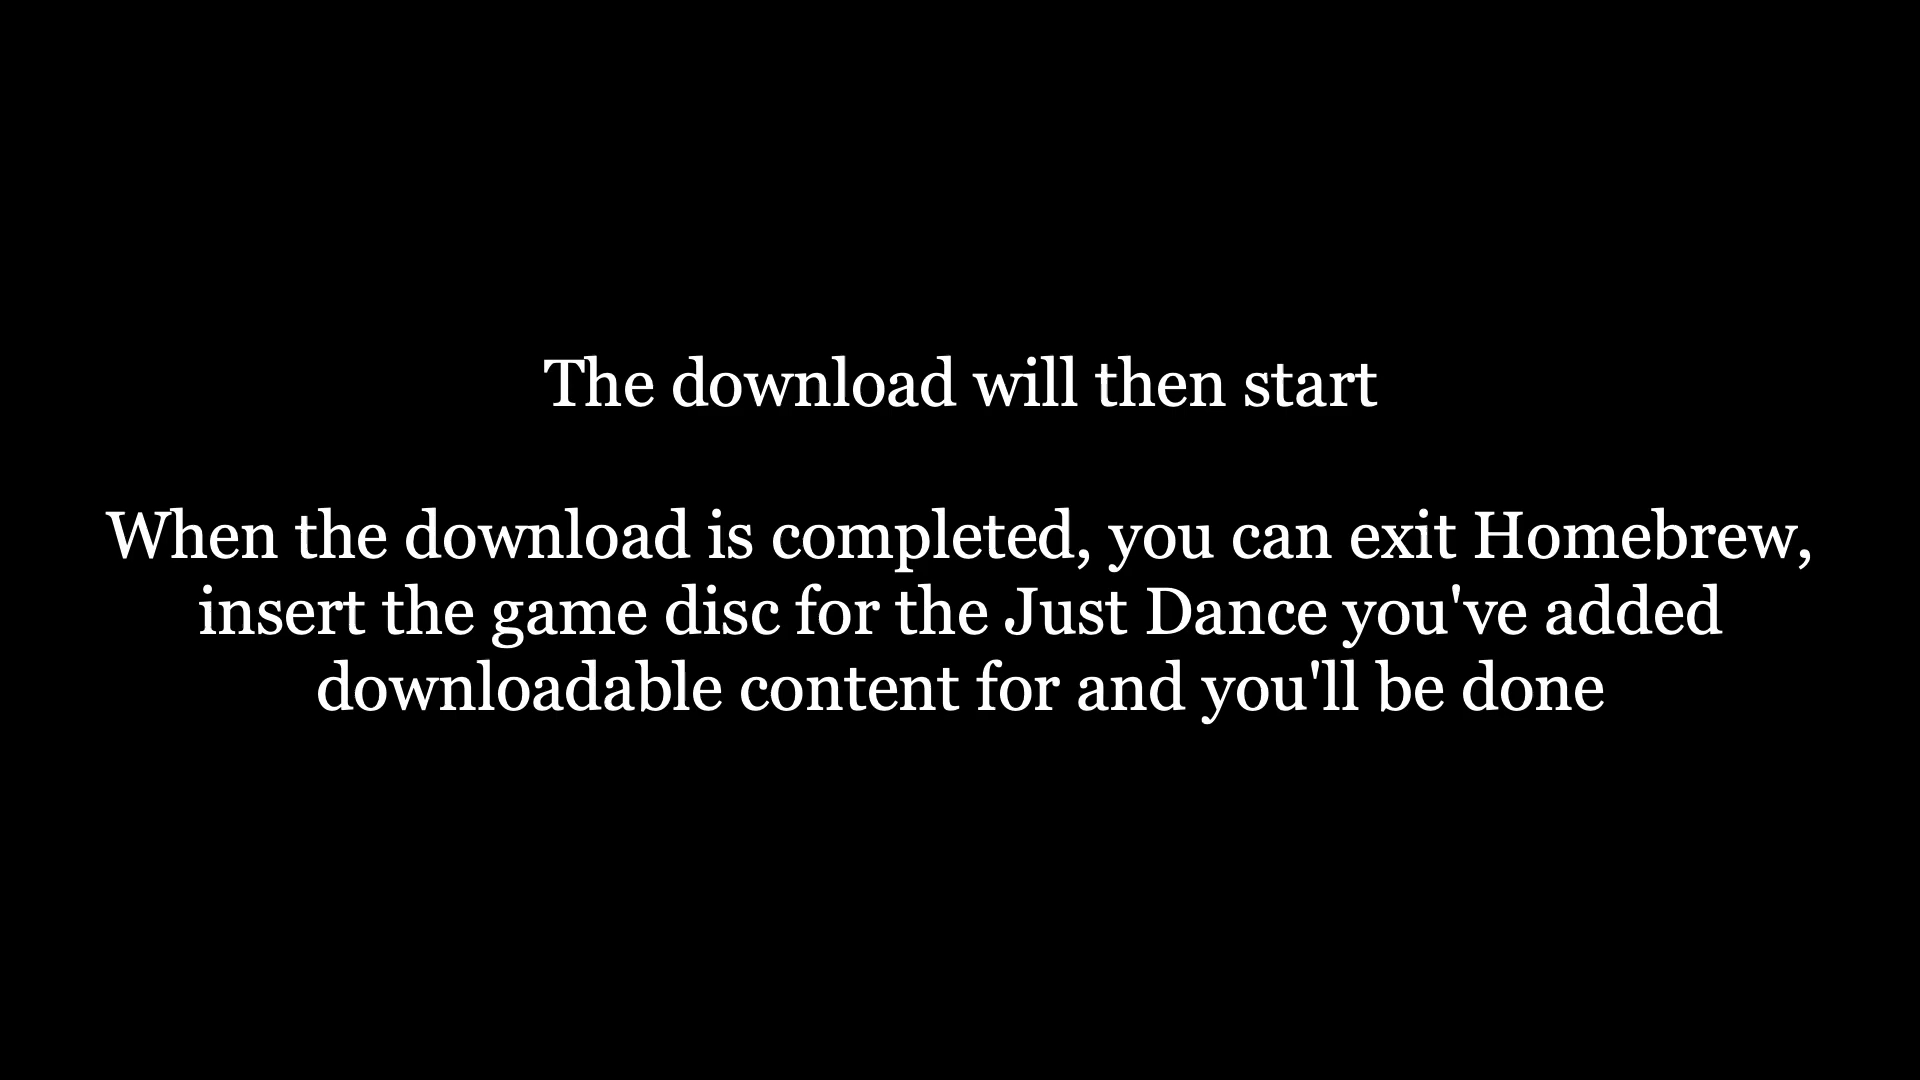 The download will then start
When the download is completed, you can exit Homebrew,
insert the game disc for the Just Dance you've added
downloadable content for and you'll be done